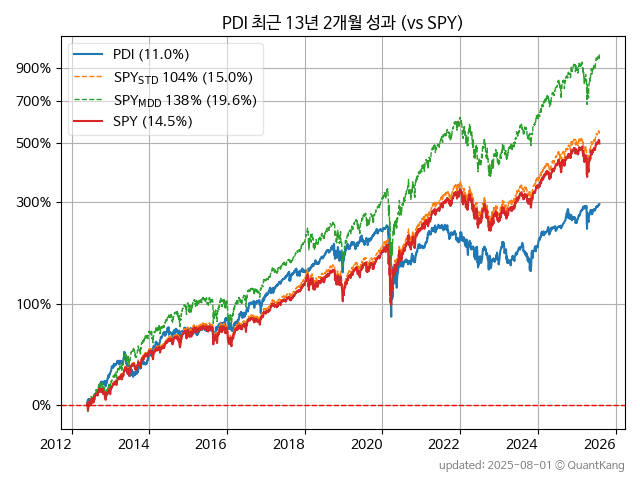 PDI 최근 13년 2개월 성과 (vs SPY)
PDI (11.0%)
SPY_STD 104% (15.0%)
SPY_MDD 138% (19.6%)
SPY (14.5%)
900%
700%
500%
300%
100%
0%
2012 2014 2016 2018 2020 2022 2024 2026
updated: 2025-08-01 © QuantKang